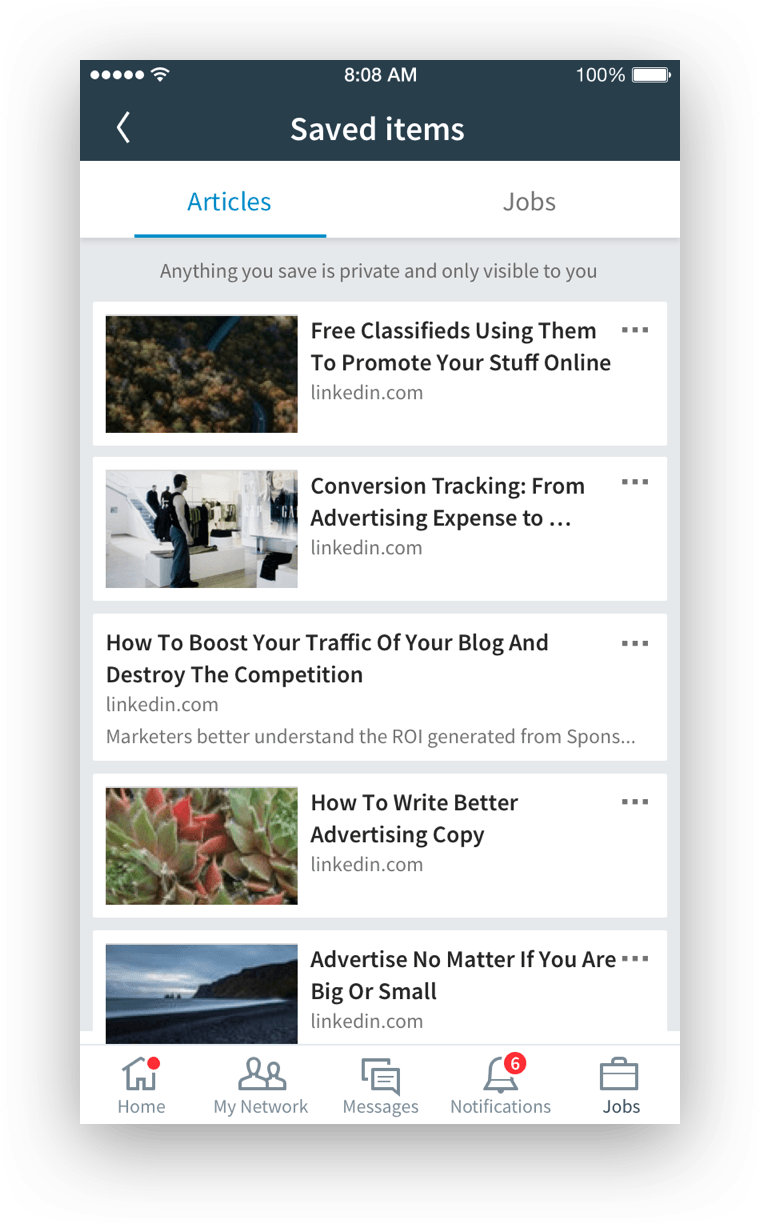 8:08 AM
100%
Saved items
Articles
Jobs
Anything you save is private and only visible to you
Free Classifieds Using Them
To Promote Your Stuff Online
linkedin.com
Conversion Tracking: From
Advertising Expense to ...
linkedin.com
How To Boost Your Traffic Of Your Blog And
Destroy The Competition
linkedin.com
Marketers better understand the ROI generated from Spons...
How To Write Better
Advertising Copy
linkedin.com
Advertise No Matter If You Are
Big Or Small
linkedin.com
6
Home
My Network
Messages
Notifications
Jobs